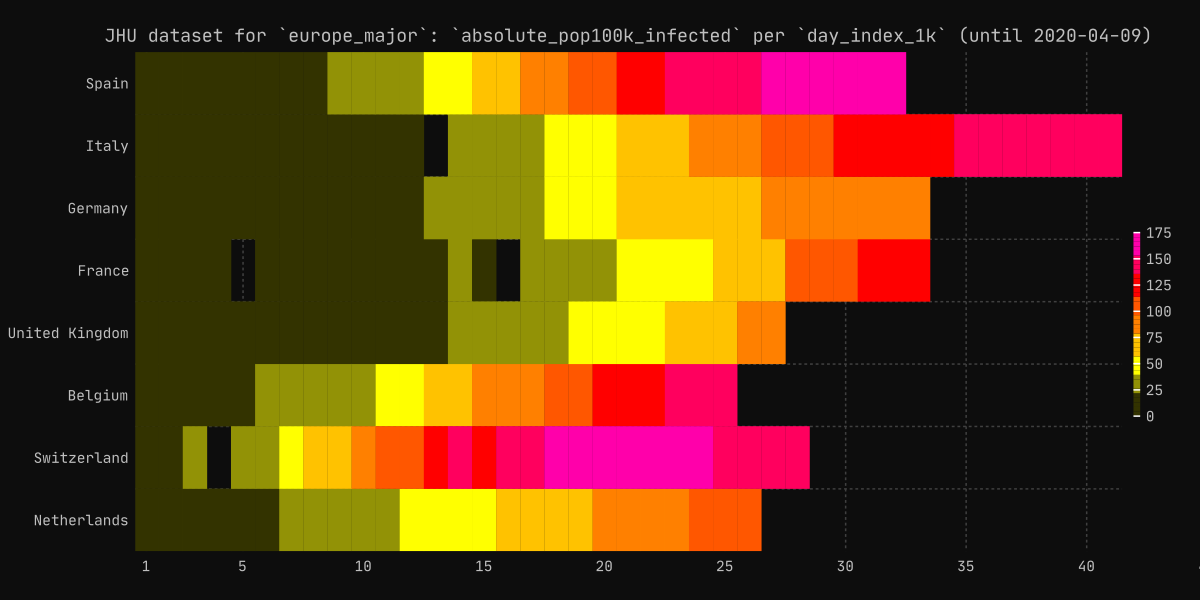 JHU dataset for `europe_major`: `absolute_pop100k_infected` per `day_index_1k` (until 2020-04-09)
Spain
Italy
Germany
France
United Kingdom
Belgium
Switzerland
Netherlands
175
150
125
100
75
50
25
0
1 5 10 15 20 25 30 35 40